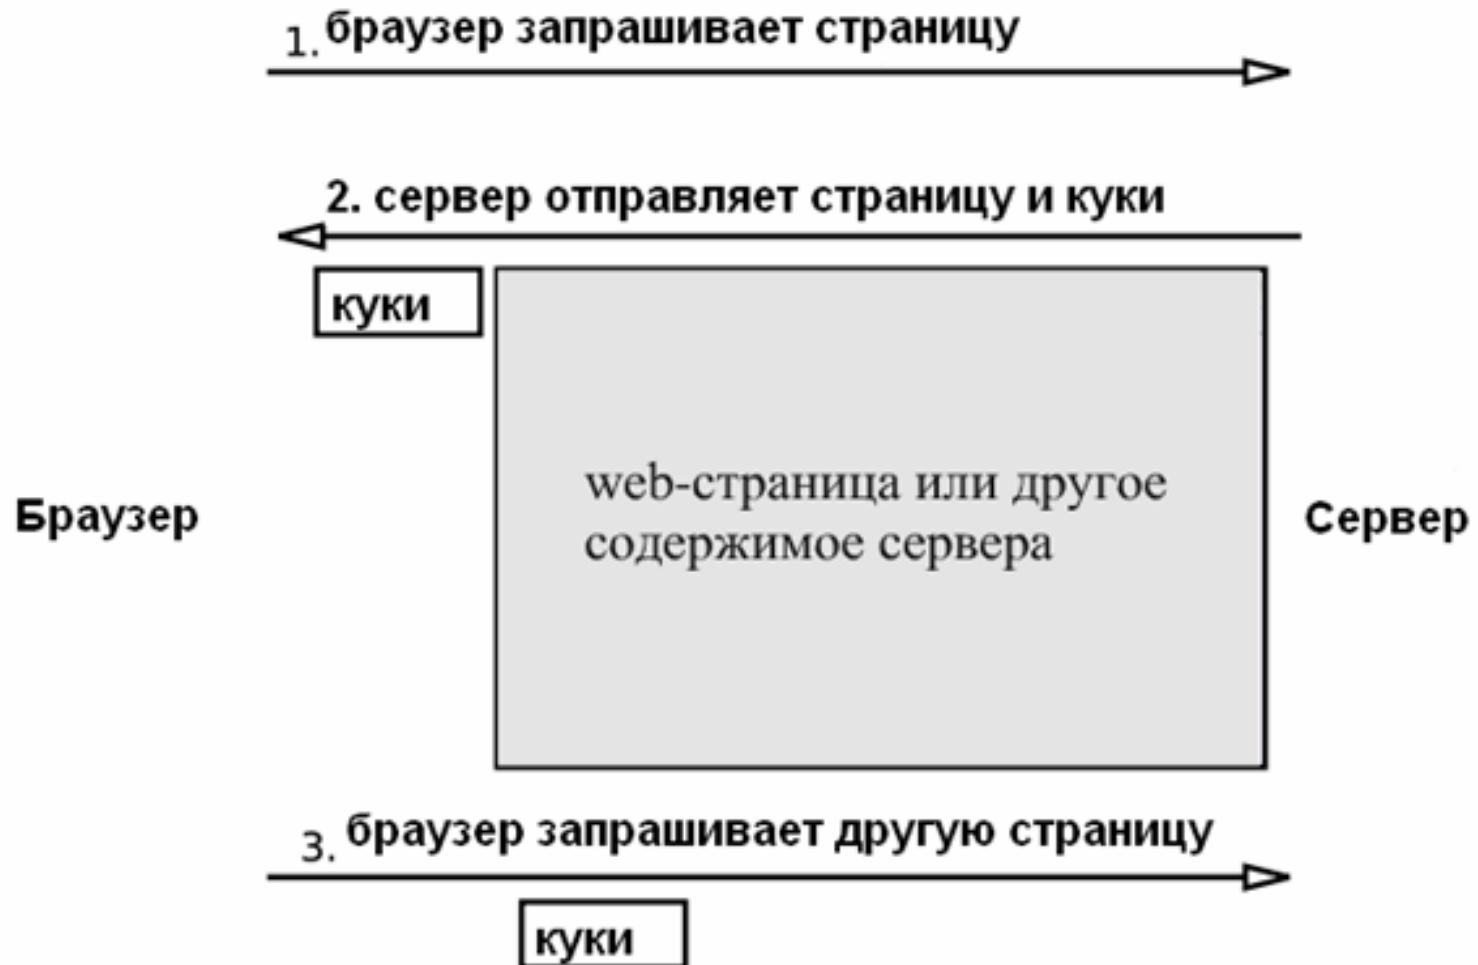 1. браузер запрашивает страницу
2. сервер отправляет страницу и куки
куки
web-страница или другое
содержимое сервера
Браузер
Сервер
3. браузер запрашивает другую страницу
куки